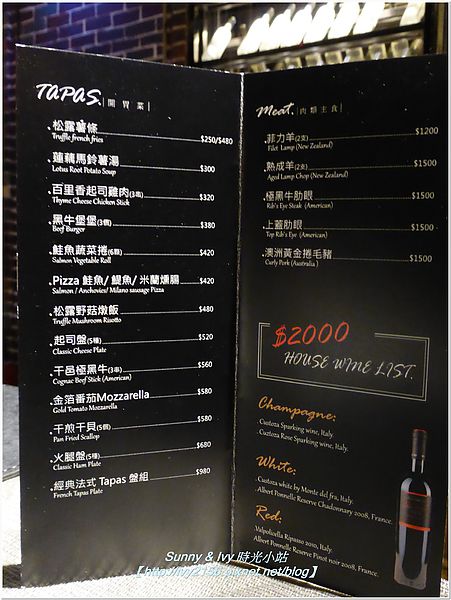 TAPAS. | 開胃菜 |
松露薯條 $250/$480
Truffle french fries
蓮藕馬鈴薯湯 $300
Lotus Root Potato Soup
百里香起司雞肉(3串) $320
Thyme Cheese Chicken Stick
黑牛堡堡(3個) $380
Beef Burger
鮭魚蔬菜捲(6顆) $420
Salmon Vegetable Roll
Pizza 鮭魚/ 鯷魚/ 米蘭燻腸 $420
Salmon / Anchovies/ Milano sausage Pizza
松露野菇燉飯 $480
Truffle Mushroom Risotto
起司盤(5種) $520
Classic Cheese Plate
干邑極黑牛(3串) $560
Cognac Beef Stick (American)
金箔番茄Mozzarella $580
Gold Tomato Mozzarella
干煎干貝(5個) $580
Pan Fried Scallop
火腿盤(5種) $680
Classic Ham Plate
經典法式 Tapas 盤組 $980
French Tapas Plate
Meat. | 肉類主食 |
菲力羊(2支) $1200
Filet Lamp (New Zealand)
熟成羊(2支) $1500
Aged Lamp Chop (New Zealand)
極黑牛肋眼 $1500
Rib's Eye Steak (American)
上蓋肋眼 $1500
Top Rib's Eye (American)
澳洲黃金捲毛豬 $1500
Curly Pork (Australia)
$2000
HOUSE WINE LIST.
Champagne:
.Custoza Sparking wine, Italy.
.Custoza Rose Sparking wine, Italy.
White:
.Custoza white by Monte del fra, Italy.
.Albert Ponnelle Reserve Chadonnary 2008, France.
Red:
.Valpolicella Ripasso 2010, Italy.
Albert Ponnelle Reserve Pinot noir 2008, France.
Sunny & Ivy 時光小站